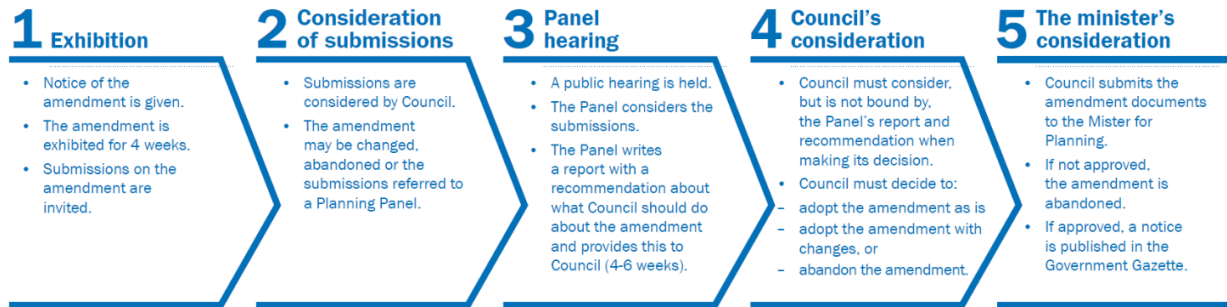 1 Exhibition
• Notice of the
amendment is given.
• The amendment is
exhibited for 4 weeks.
• Submissions on the
amendment are
invited.
2 Consideration
of submissions
• Submissions are
considered by Council.
• The amendment
may be changed,
abandoned or the
submissions referred to
a Planning Panel.
3 Panel
hearing
• A public hearing is held.
• The Panel considers the
submissions.
• The Panel writes
a report with a
recommendation about
what Council should do
about the amendment
and provides this to
Council (4-6 weeks).
4 Council's
consideration
• Council must consider,
but is not bound by,
the Panel's report and
recommendation when
making its decision.
• Council must decide to:
– adopt the amendment as is
– adopt the amendment with
changes, or
– abandon the amendment.
5 The minister's
consideration
• Council submits the
amendment documents
to the Mister for
Planning.
• If not approved,
the amendment is
abandoned.
• If approved, a notice
is published in the
Government Gazette.